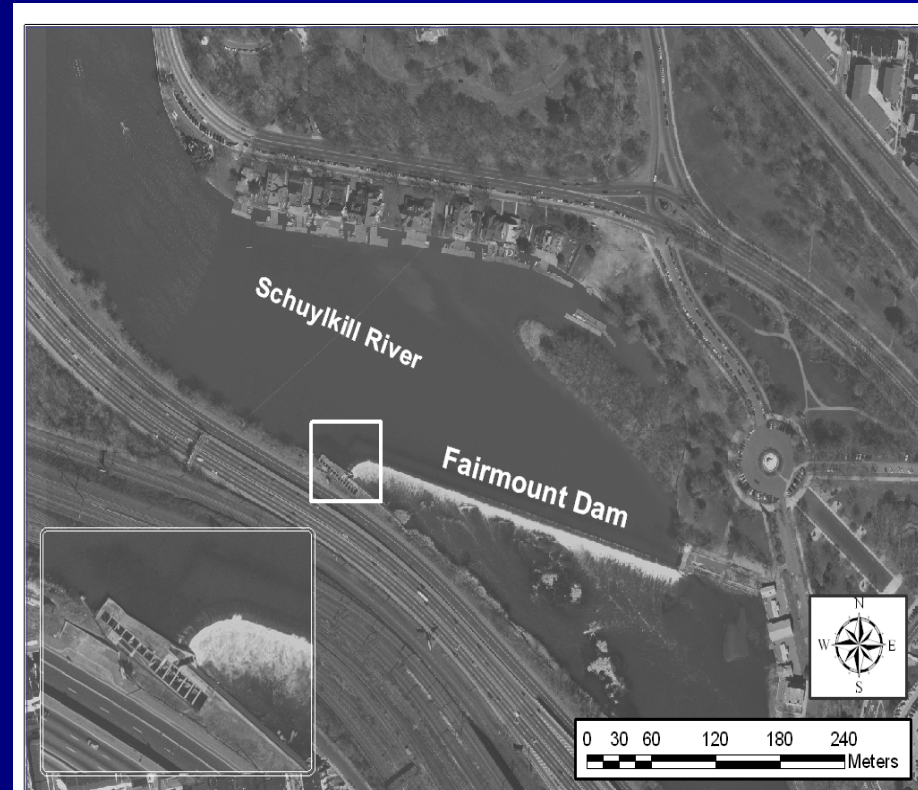 Schuylkill River
Fairmount Dam
N
W E
S
0 30 60 120 180 240
Meters